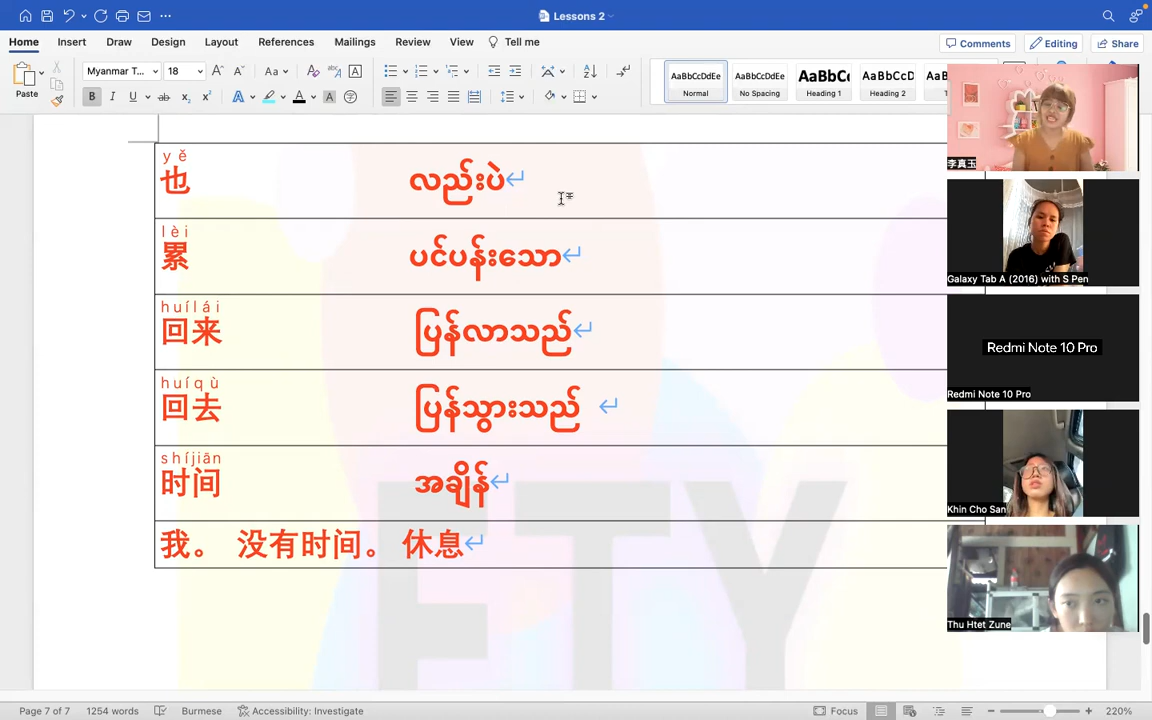 Lessons 2
Home Insert Draw Design Layout References Mailings Review View Tell me Comments Editing Share
Paste Myanmar T... 18 AaBbCcDdEe AaBbCcDdEe AaBbCc AaBbCcD AaB
Normal No Spacing Heading 1 Heading 2
yě
也 လည်းပဲ
lèi
累 ပင်ပန်းသော
huílái
回来 ပြန်လာသည်
huíqù
回去 ပြန်သွားသည်
shíjiān
时间 အချိန်
我。 没有时间。 休息
ETY
李真玉
Galaxy Tab A (2016) with S Pen
Redmi Note 10 Pro
Redmi Note 10 Pro
Khin Cho San
Thu Htet Zune
Page 7 of 7 1254 words Burmese Accessibility: Investigate Focus 220%